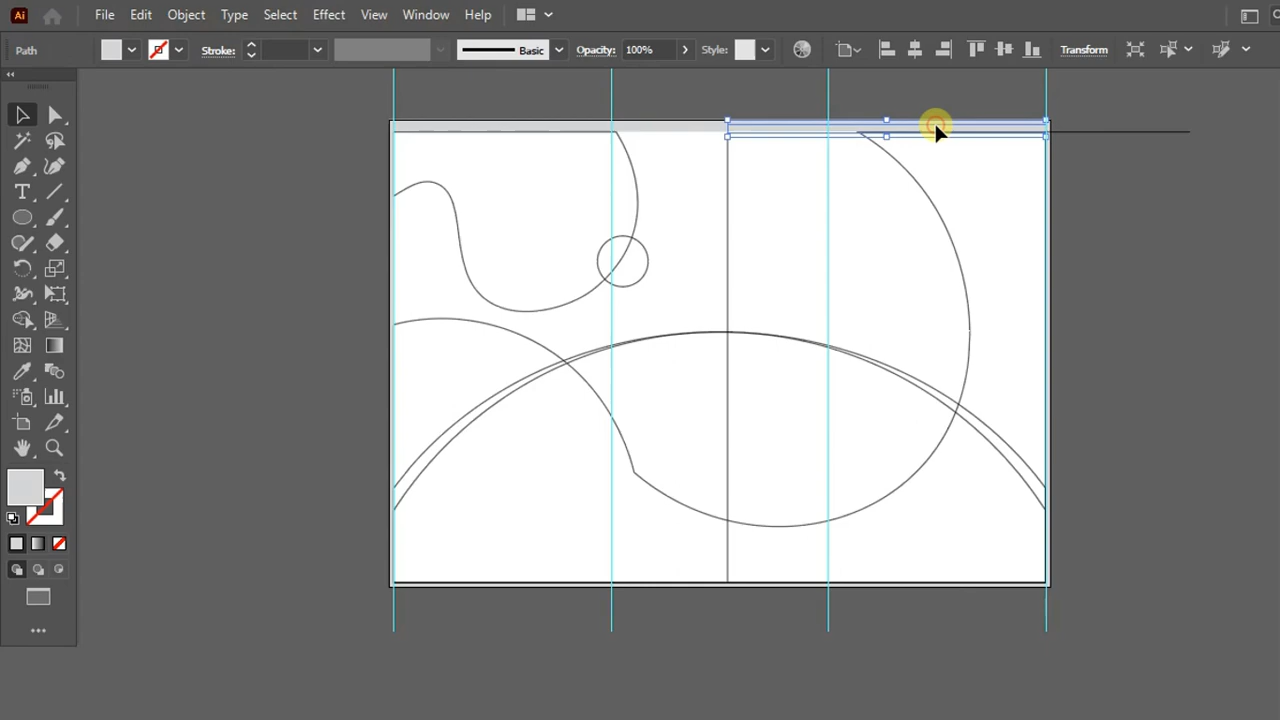 Ai File Edit Object Type Select Effect View Window Help
Path Stroke: Basic Opacity: 100% Style: Transform